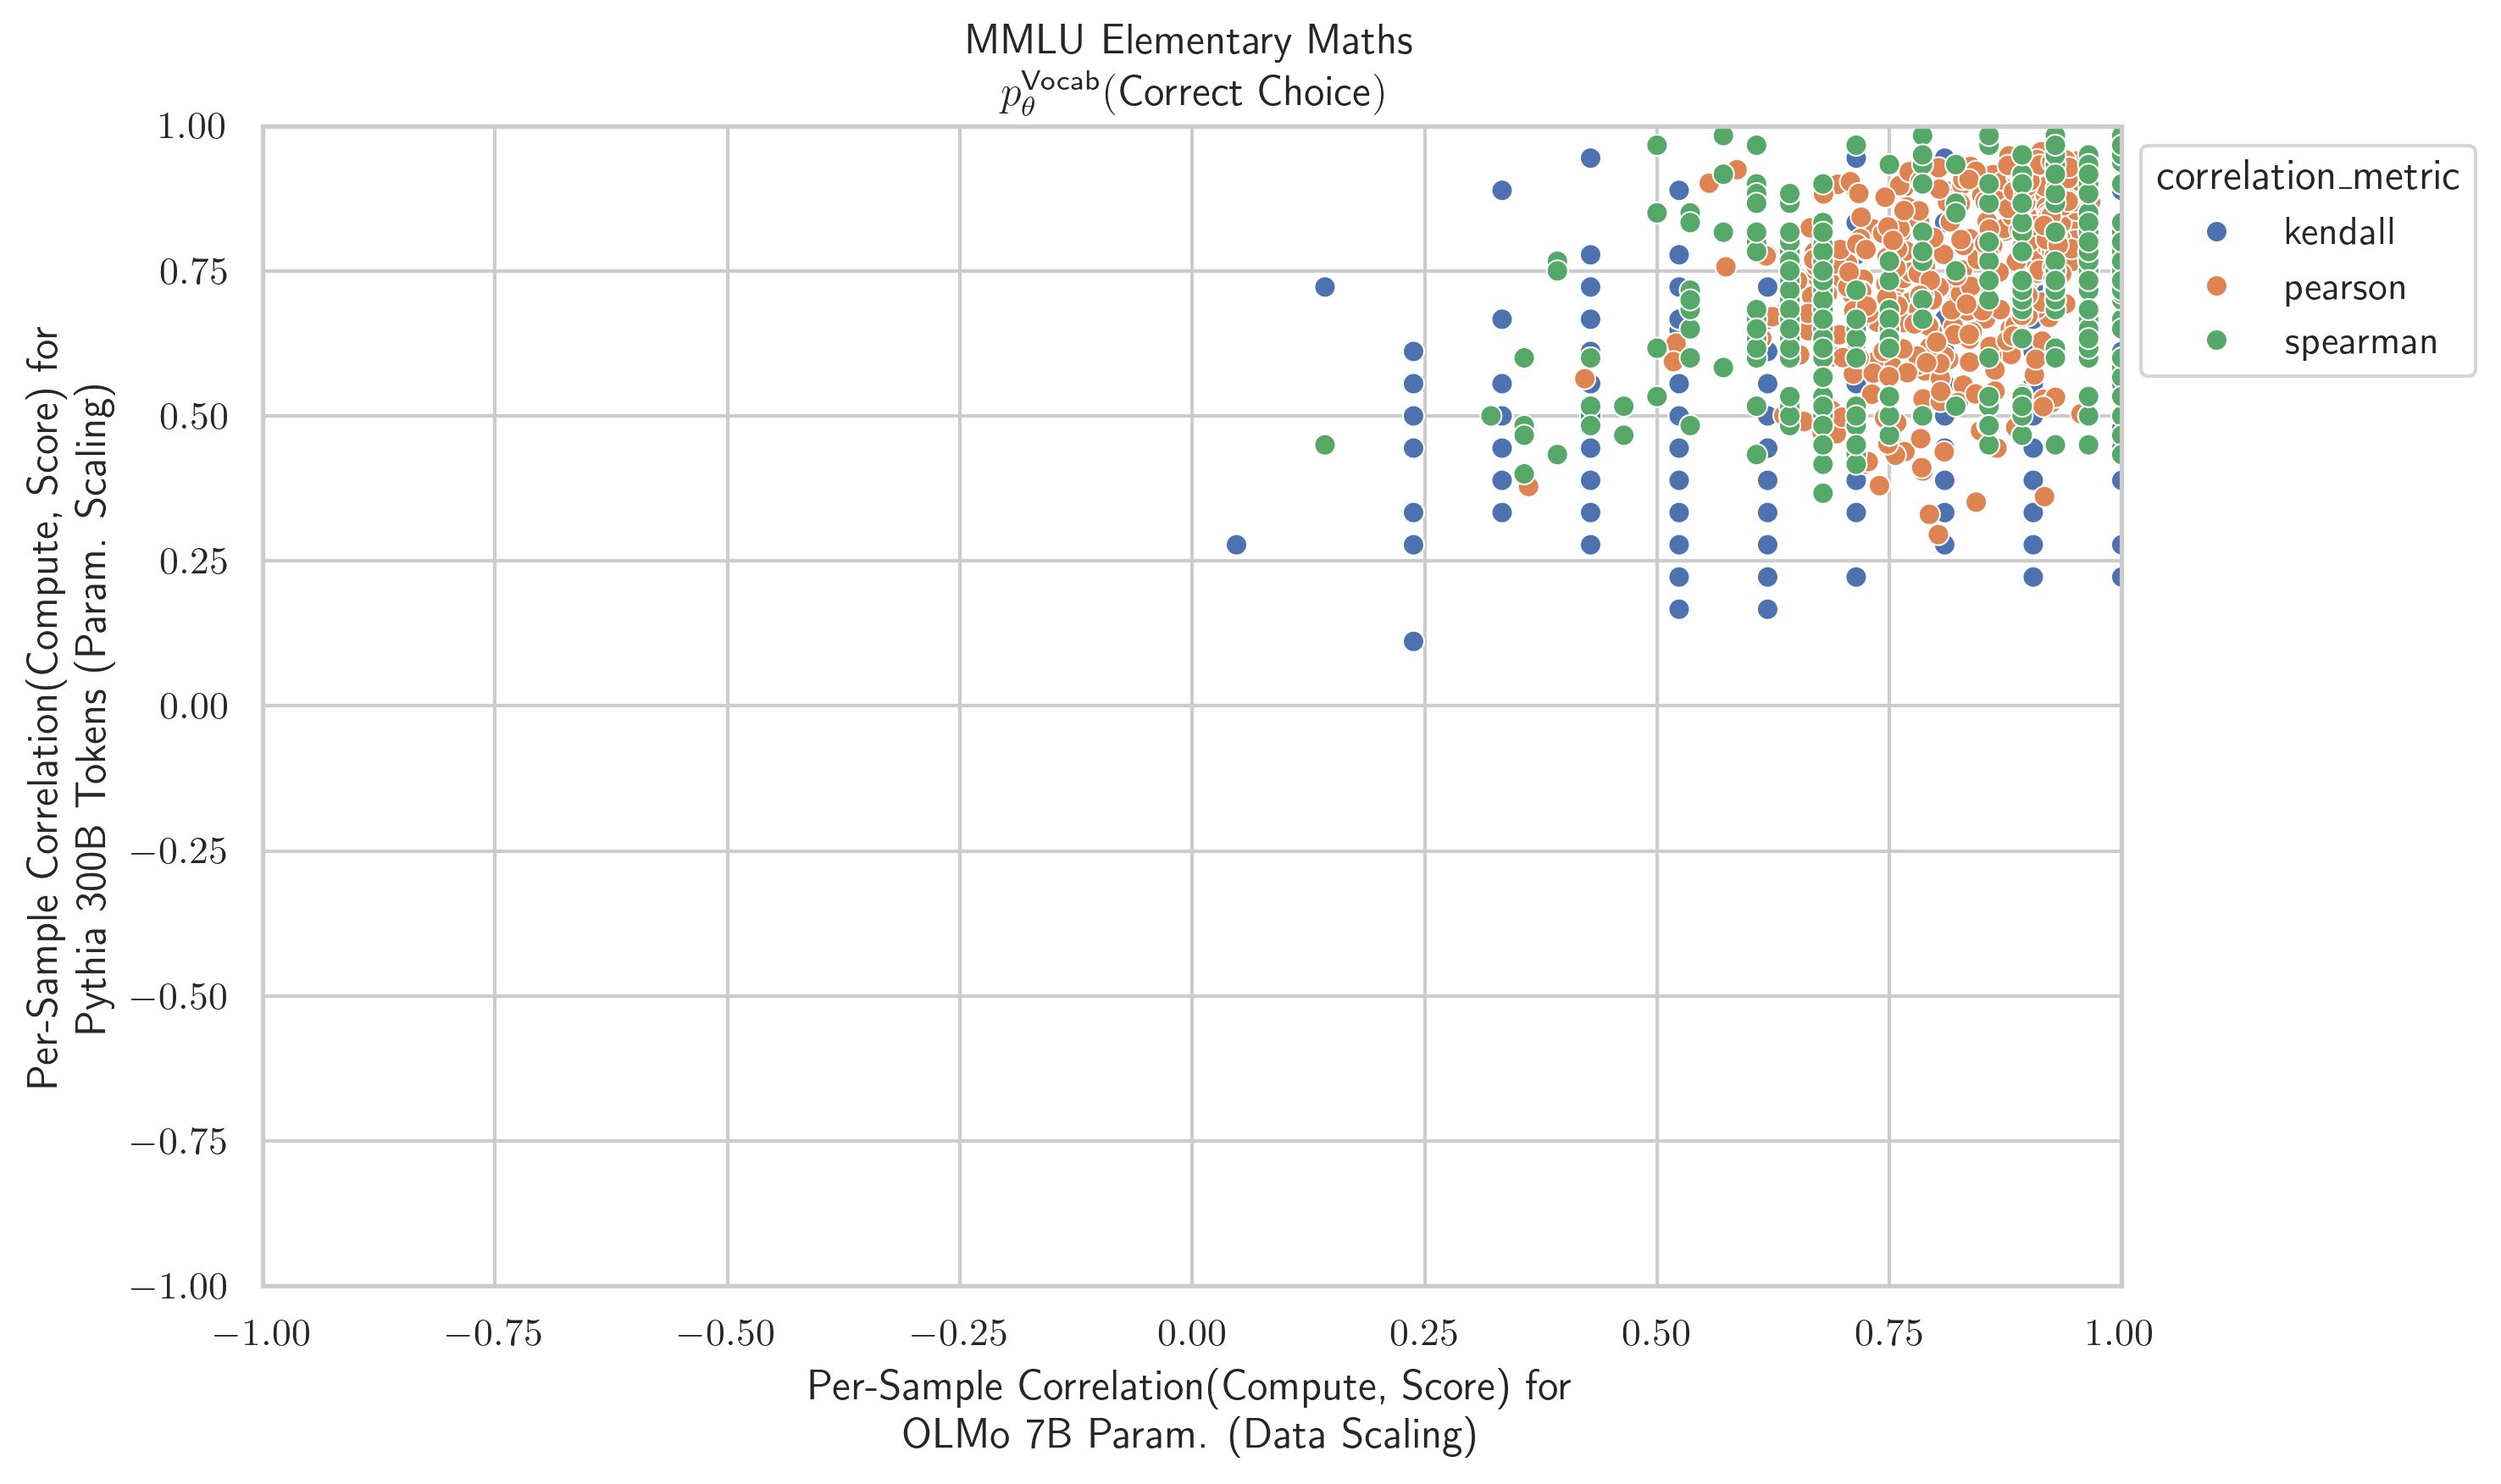 MMLU Elementary Maths
p_θ^Vocab(Correct Choice)
Per-Sample Correlation(Compute, Score) for
Pythia 300B Tokens (Param. Scaling)
1.00
0.75
0.50
0.25
0.00
−0.25
−0.50
−0.75
−1.00
correlation_metric
kendall
pearson
spearman
−1.00 −0.75 −0.50 −0.25 0.00 0.25 0.50 0.75 1.00
Per-Sample Correlation(Compute, Score) for
OLMo 7B Param. (Data Scaling)